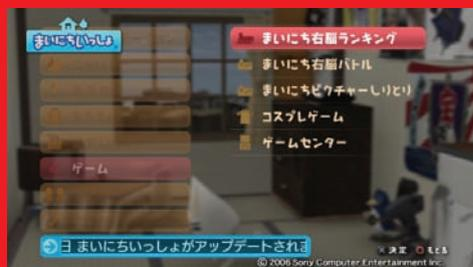 まいにちいっしょ
まいにち右脳ランキング
まいにち右脳バトル
まいにちピクチャーしりとり
コスプレゲーム
ゲームセンター
ゲーム
日 まいにちいっしょがアップデートされま
×決定 ○もどる
© 2006 Sony Computer Entertainment Inc.